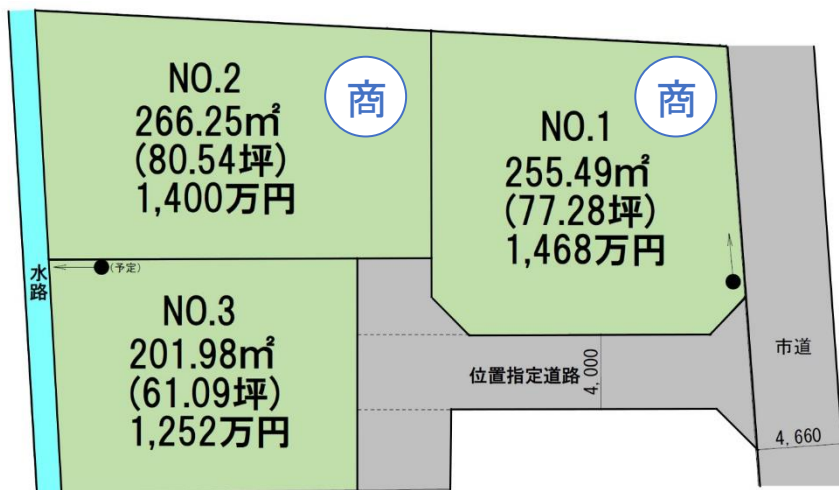 NO.2
266.25㎡
(80.54坪)
1,400万円
商
NO.1
255.49㎡
(77.28坪)
1,468万円
商
水路
(予定)
NO.3
201.98㎡
(61.09坪)
1,252万円
位置指定道路
4,000
市道
4,660